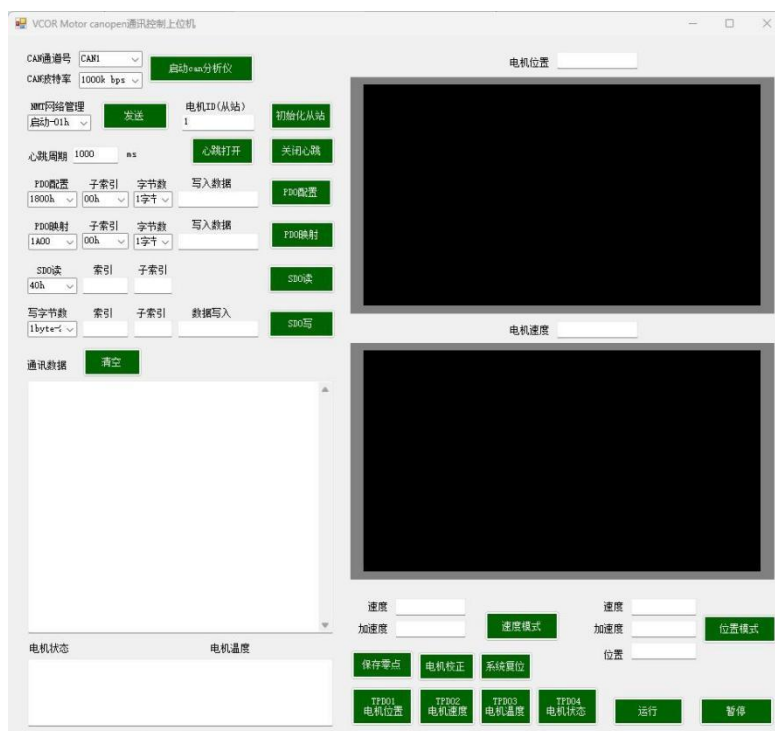 VCOR Motor canopen通讯控制上位机
CAN通道号 CAN1
启动can分析仪
CAN波特率 1000k bps
NMT网络管理
启动-01h
发送
电机ID(从站)
1
初始化从站
心跳周期 1000 ms
心跳打开
关闭心跳
PDO配置 子索引 字节数 写入数据
1800h 00h 1字节
PDO配置
PDO映射 子索引 字节数 写入数据
1A00 00h 1字节
PDO映射
SDO读 索引 子索引
40h
SDO读
写字节数 索引 子索引 数据写入
1byte-2
SDO写
通讯数据
清空
电机状态 电机温度
电机位置
电机速度
速度
加速度
速度模式
速度
加速度
位置
位置模式
保存零点
电机校正
系统复位
TPDO1
电机位置
TPDO2
电机速度
TPDO3
电机温度
TPDO4
电机状态
运行
暂停